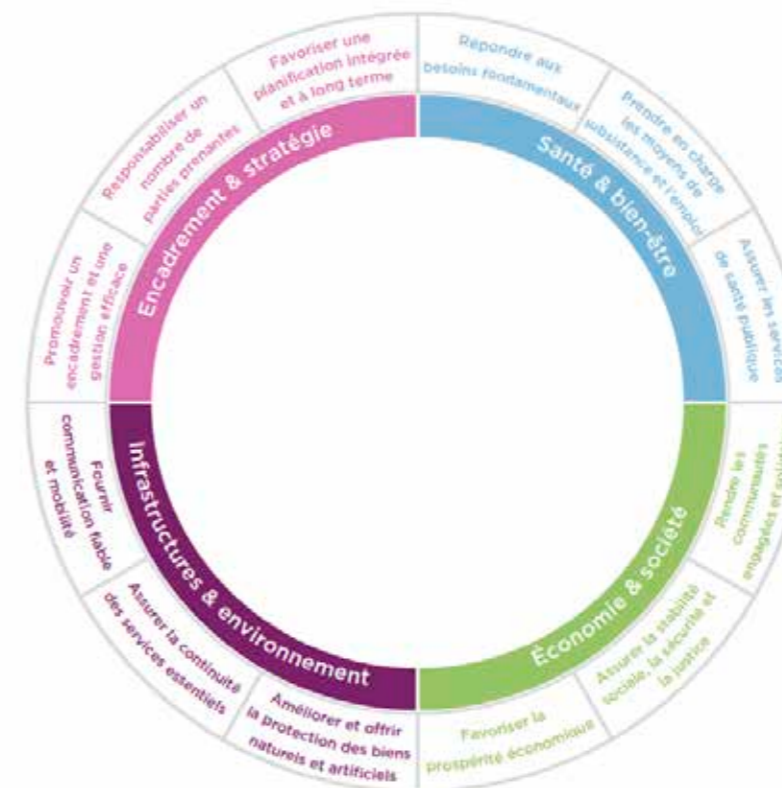 Favoriser une
planification intégrée
et à long terme
Répondre aux
besoins fondamentaux
Prendre en charge
les moyens de
subsistance et l'emploi
Assurer les services
de santé publique
Rendre les
communautés
engagées et
Assurer la stabilité
sociale, la sécurité et
la justice
Favoriser la
prospérité économique
Améliorer et offrir
la protection des biens
naturels et artificiels
Assurer la continuité
des services essentiels
Fournir
communication fiable
et mobilité
Promouvoir un
encadrement et une
gestion efficace
Responsabiliser un
nombre de
parties prenantes
Encadrement & stratégie
Santé & bien-être
Économie & société
Infrastructures & environnement